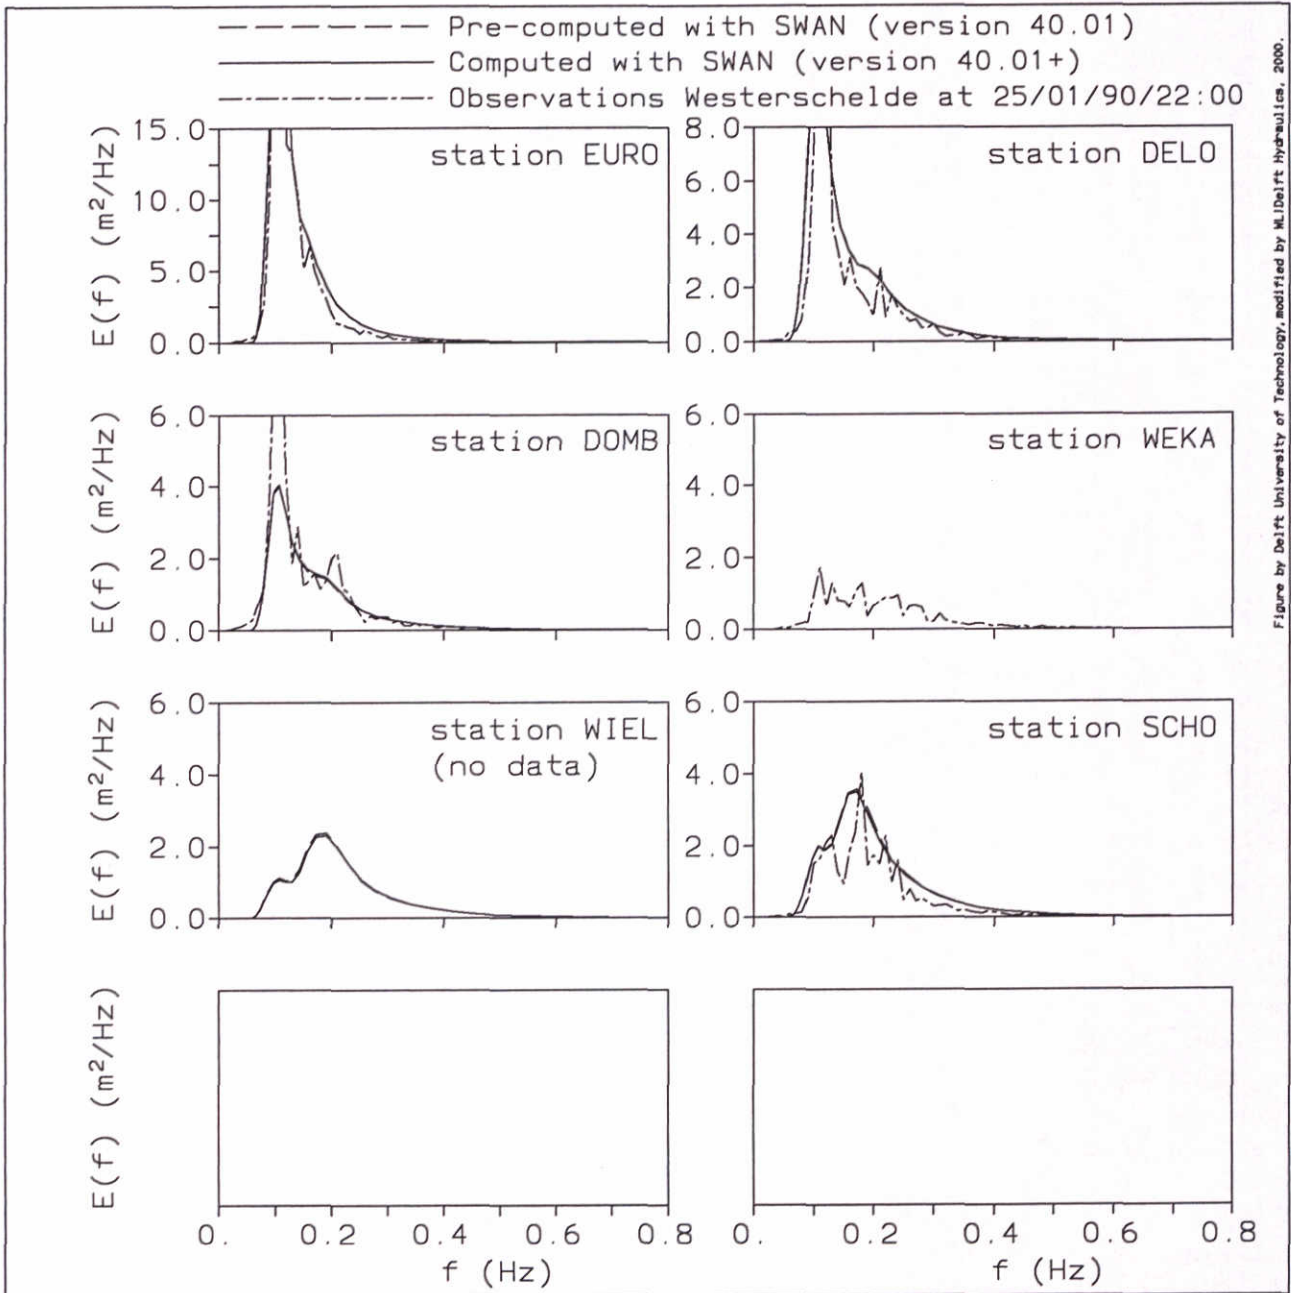 Pre-computed with SWAN (version 40.01)
Computed with SWAN (version 40.01+)
Observations Westerschelde at 25/01/90/22:00
station EURO
E(f) (m²/Hz)
15.0
10.0
5.0
0.0
station DELO
8.0
6.0
4.0
2.0
0.0
station DOMB
E(f) (m²/Hz)
6.0
4.0
2.0
0.0
station WEKA
6.0
4.0
2.0
0.0
station WIEL
(no data)
E(f) (m²/Hz)
6.0
4.0
2.0
0.0
station SCHO
6.0
4.0
2.0
0.0
E(f) (m²/Hz)
0. 0.2 0.4 0.6 0.8
f (Hz)
0. 0.2 0.4 0.6 0.8
f (Hz)
Figure by Delft University of Technology, modified by WL|Delft Hydraulics, 2000.